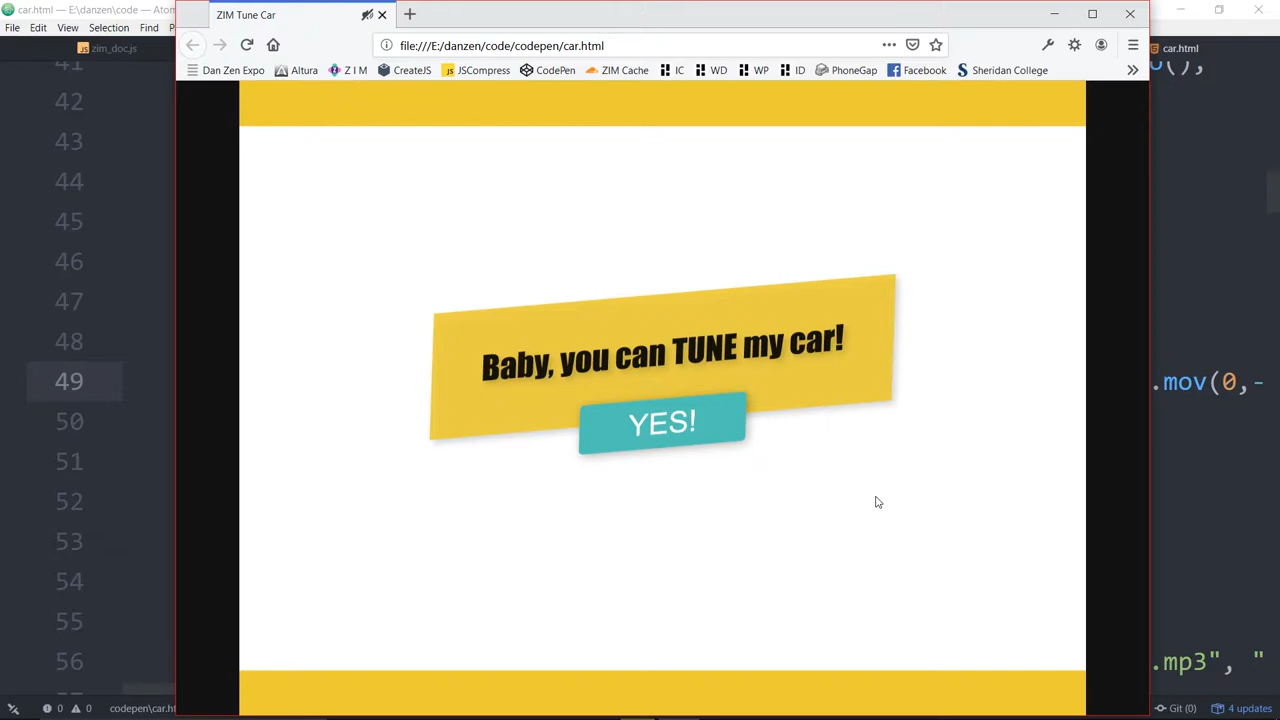 car.html — E:\danzen\code — Atom
File Edit View Selection Find
zim_doc.js
car.html
41
42
43
44
45
46
47
48
49
50
51
52
53
54
55
56
ZIM Tune Car
file:///E:/danzen/code/codepen/car.html
Dan Zen Expo Altura Z I M CreateJS JSCompress CodePen ZIM Cache IC WD WP ID PhoneGap Facebook Sheridan College
Baby, you can TUNE my car!
YES!
.mov(0,-
.mp3", "
0 0 codepen\car.ht
Git (0) 4 updates